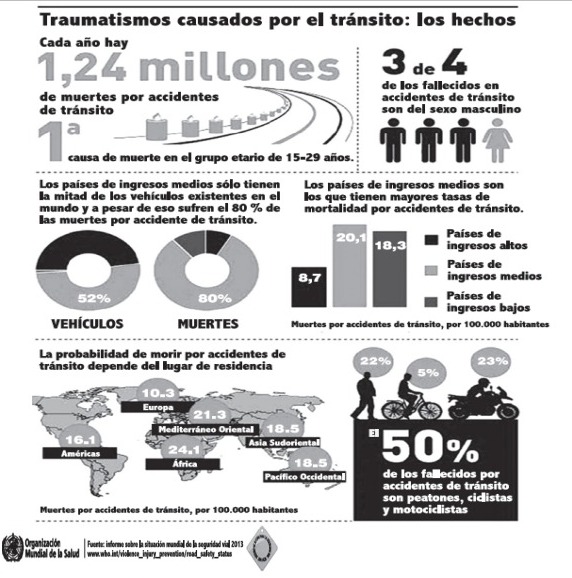 Traumatismos causados por el tránsito: los hechos
Cada año hay
1,24 millones
de muertes por accidentes
de tránsito
1ª
causa de muerte en el grupo etario de 15-29 años.
3 de 4
de los fallecidos en
accidentes de tránsito
son del sexo masculino
Los países de ingresos medios sólo tienen
la mitad de los vehículos existentes en el
mundo y a pesar de eso sufren el 80 % de
las muertes por accidente de tránsito.
52%
80%
VEHÍCULOS
MUERTES
Los países de ingresos medios son
los que tienen mayores tasas de
mortalidad por accidentes de tránsito.
8,7
20,1
18,3
Países de
ingresos altos
Países de
ingresos medios
Países de
ingresos bajos
Muertes por accidentes de tránsito, por 100.000 habitantes
La probabilidad de morir por accidentes de
tránsito depende del lugar de residencia
10.3
Europa
21.3
Mediterráneo Oriental
18.5
Asia Sudoriental
16.1
Américas
24.1
África
18.5
Pacífico Occidental
Muertes por accidentes de tránsito, por 100.000 habitantes
22%
5%
23%
El
50%
de los fallecidos por
accidentes de tránsito
son peatones, ciclistas
y motociclistas
Organización
Mundial de la Salud
Fuente: informe sobre la situación mundial de la seguridad vial 2013
www.who.int/violence_injury_prevention/road_safety_status